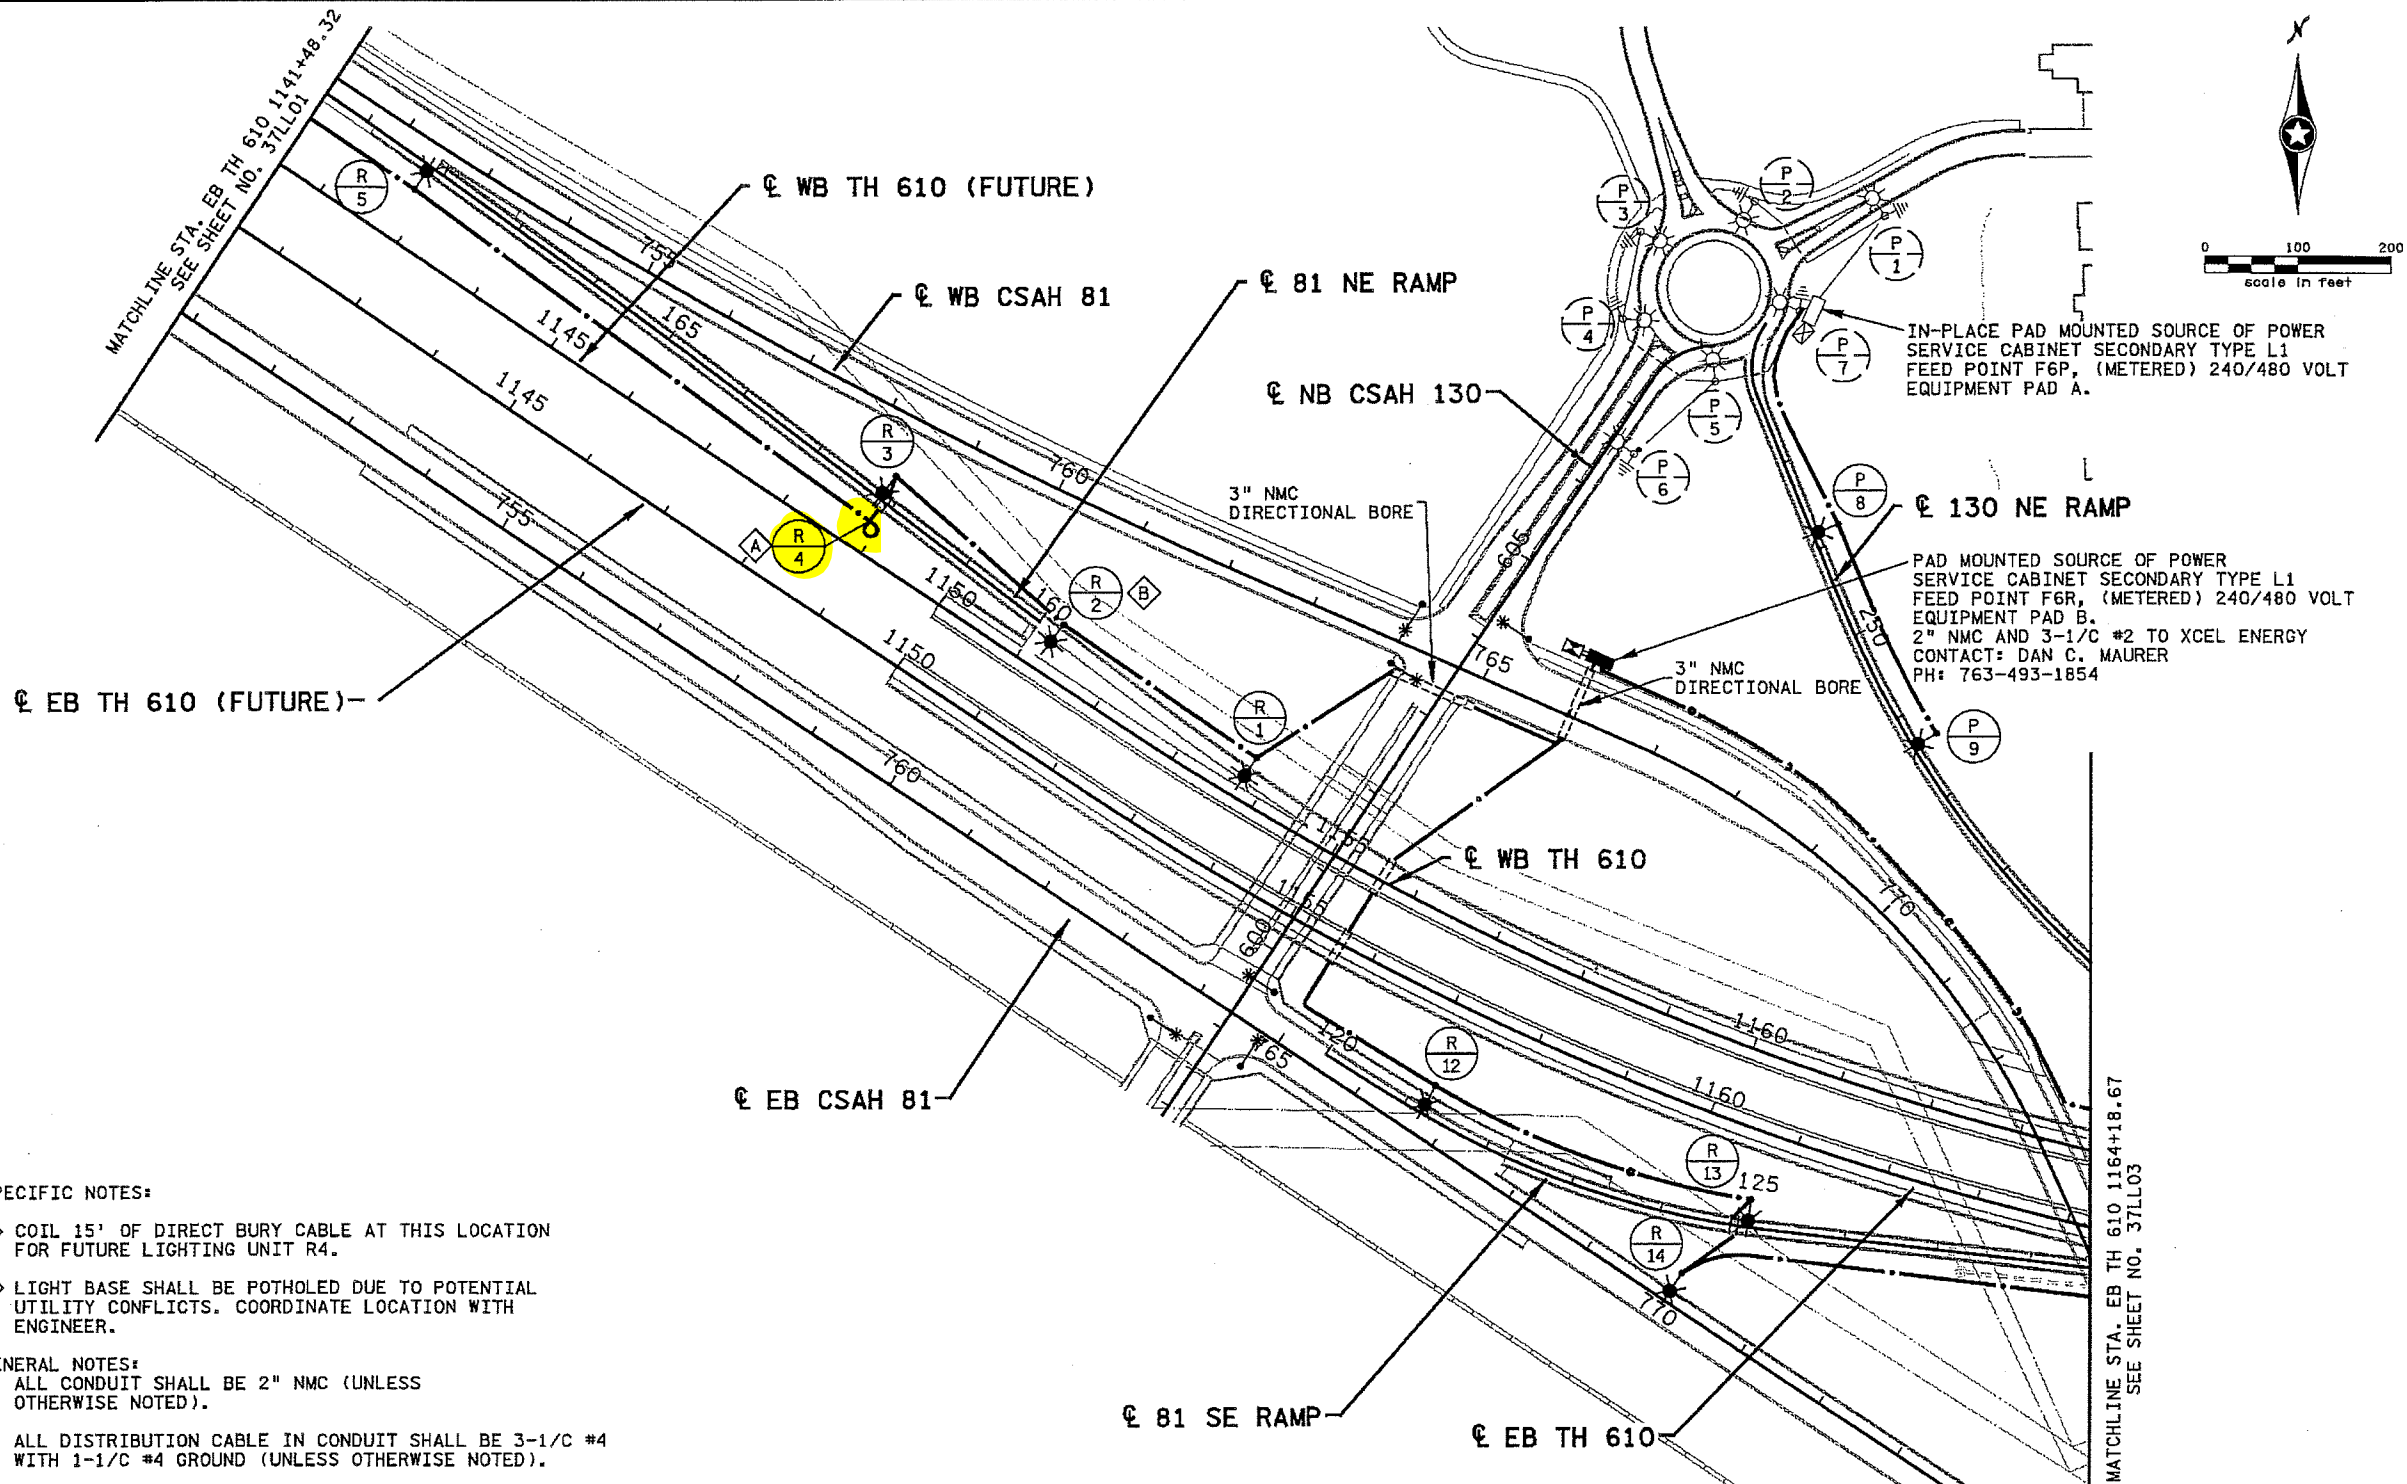 MATCHLINE STA. EB TH 610 1141+48.32
SEE SHEET NO. 37LL01
N
0 100 200
scale in feet
℄ WB TH 610 (FUTURE)
℄ WB CSAH 81
℄ 81 NE RAMP
℄ NB CSAH 130
℄ 130 NE RAMP
℄ EB TH 610 (FUTURE)
℄ WB TH 610
℄ EB CSAH 81
℄ 81 SE RAMP
℄ EB TH 610
IN-PLACE PAD MOUNTED SOURCE OF POWER
SERVICE CABINET SECONDARY TYPE L1
FEED POINT F6P, (METERED) 240/480 VOLT
EQUIPMENT PAD A.
PAD MOUNTED SOURCE OF POWER
SERVICE CABINET SECONDARY TYPE L1
FEED POINT F6R, (METERED) 240/480 VOLT
EQUIPMENT PAD B.
2" NMC AND 3-1/C #2 TO XCEL ENERGY
CONTACT: DAN C. MAURER
PH: 763-493-1854
3" NMC
DIRECTIONAL BORE
3" NMC
DIRECTIONAL BORE
R
5
R
3
A
R
4
R
2
B
R
1
R
12
R
13
R
14
P
3
P
2
P
1
P
4
P
7
P
5
P
6
P
8
P
9
755
165
1145
1145
755
760
1150
160
1150
760
605
765
250
1155
1155
600
770
120
765
1160
1160
125
770
MATCHLINE STA. EB TH 610 1164+18.67
SEE SHEET NO. 37LL03
PECIFIC NOTES:
COIL 15' OF DIRECT BURY CABLE AT THIS LOCATION
FOR FUTURE LIGHTING UNIT R4.
LIGHT BASE SHALL BE POTHOLED DUE TO POTENTIAL
UTILITY CONFLICTS. COORDINATE LOCATION WITH
ENGINEER.
ENERAL NOTES:
ALL CONDUIT SHALL BE 2" NMC (UNLESS
OTHERWISE NOTED).
ALL DISTRIBUTION CABLE IN CONDUIT SHALL BE 3-1/C #4
WITH 1-1/C #4 GROUND (UNLESS OTHERWISE NOTED).